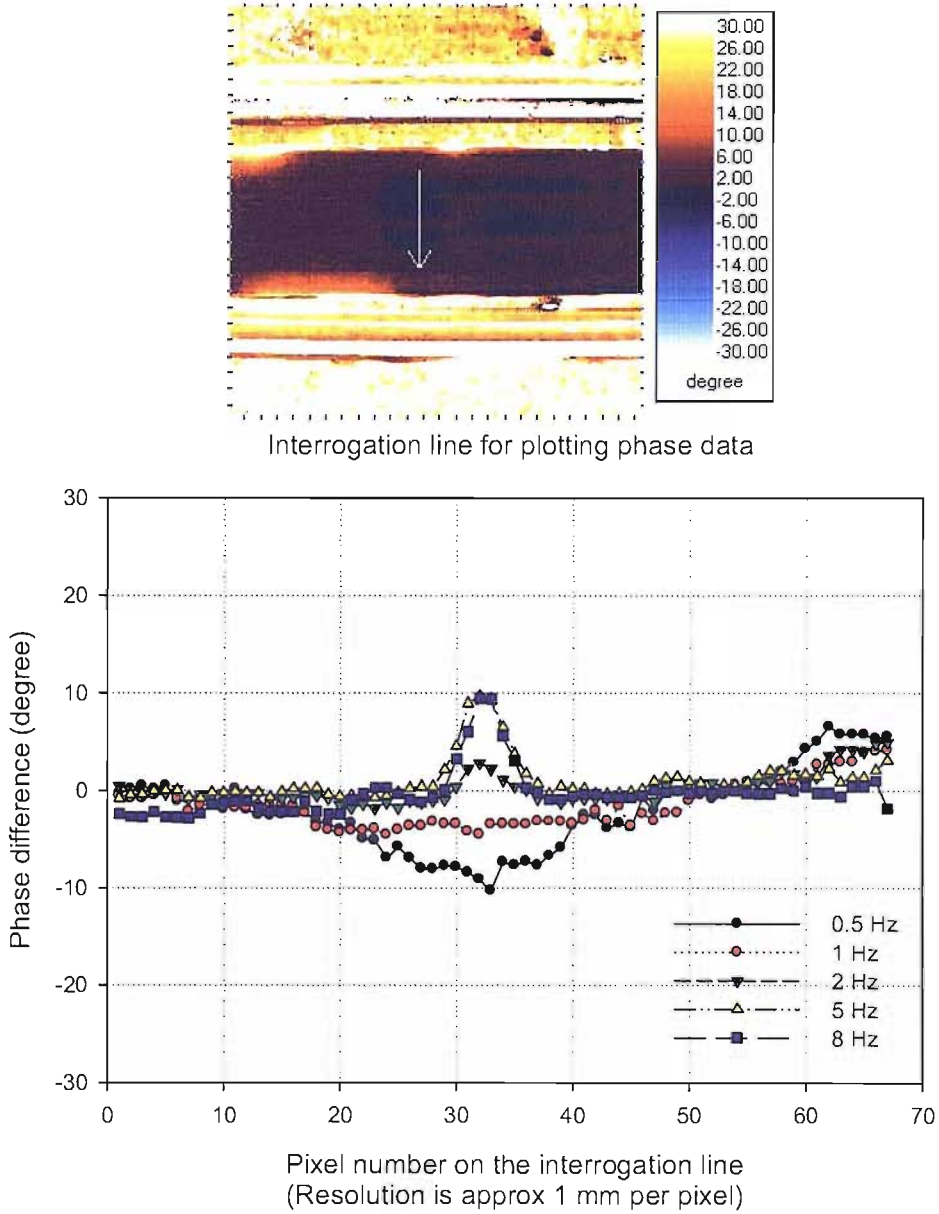 30.00
26.00
22.00
18.00
14.00
10.00
6.00
2.00
-2.00
-6.00
-10.00
-14.00
-18.00
-22.00
-26.00
-30.00
degree
Interrogation line for plotting phase data
30
20
10
0
-10
-20
-30
Phase difference (degree)
0.5 Hz
1 Hz
2 Hz
5 Hz
8 Hz
0 10 20 30 40 50 60 70
Pixel number on the interrogation line
(Resolution is approx 1 mm per pixel)